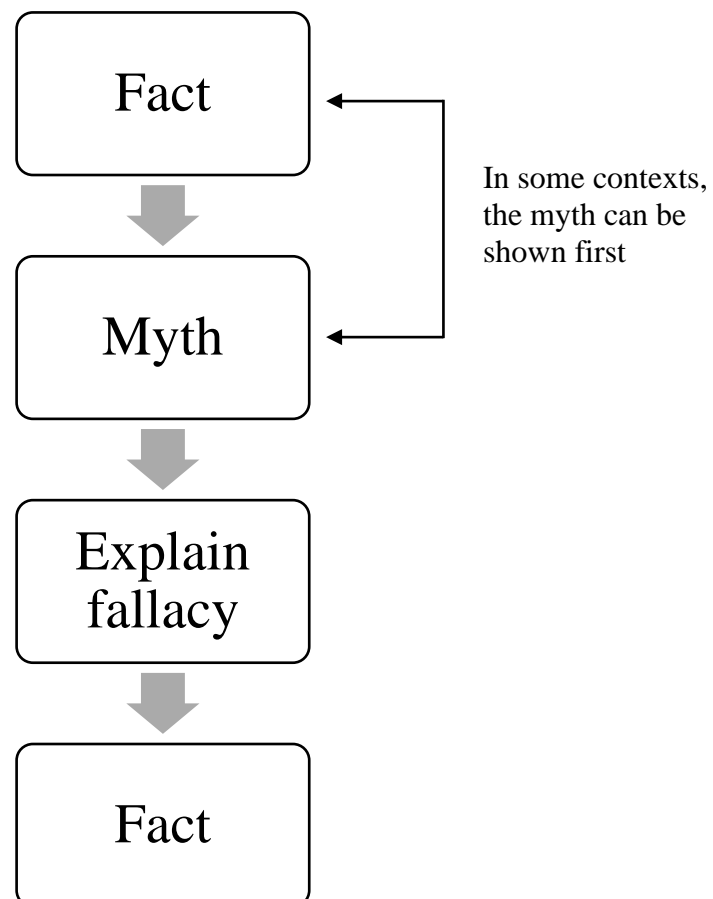 Fact
In some contexts,
the myth can be
shown first
Myth
Explain
fallacy
Fact